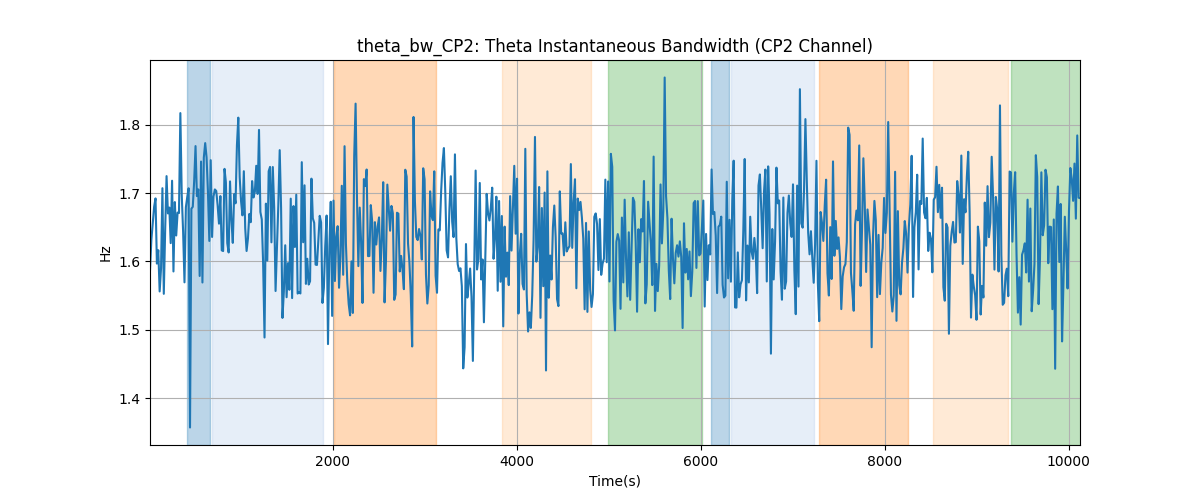 theta_bw_CP2: Theta Instantaneous Bandwidth (CP2 Channel)
Hz
1.8
1.7
1.6
1.5
1.4
2000 4000 6000 8000 10000
Time(s)